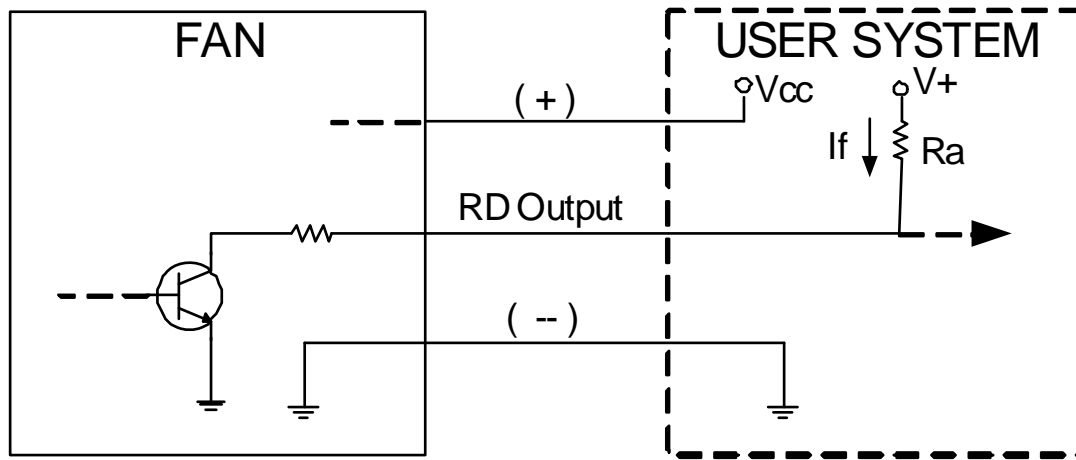 FAN
USER SYSTEM
Vcc
V+
( + )
If
Ra
RD Output
( -- )